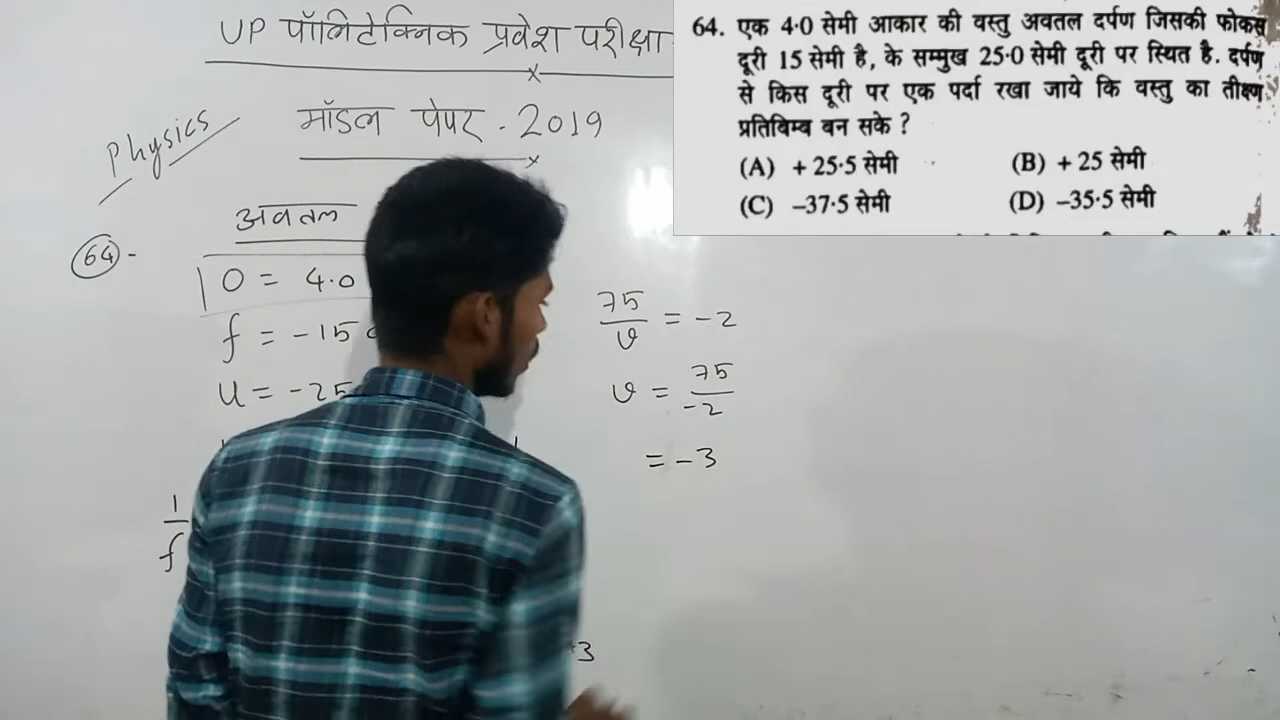 UP पॉलिटेक्निक प्रवेश परीक्षा -
मॉडल पेपर - 2019
Physics
64. एक 4·0 सेमी आकार की वस्तु अवतल दर्पण जिसकी फोकस
दूरी 15 सेमी है, के सम्मुख 25·0 सेमी दूरी पर स्थित है. दर्पण
से किस दूरी पर एक पर्दा रखा जाये कि वस्तु का तीक्ष्ण
प्रतिविम्ब बन सके ?
(A) + 25·5 सेमी
(B) + 25 सेमी
(C) –37·5 सेमी
(D) –35·5 सेमी
64 -
अवतल
O = 4.0
f = -15
u = -25
1/f
75/v = -2
v = 75/-2
= -3
3